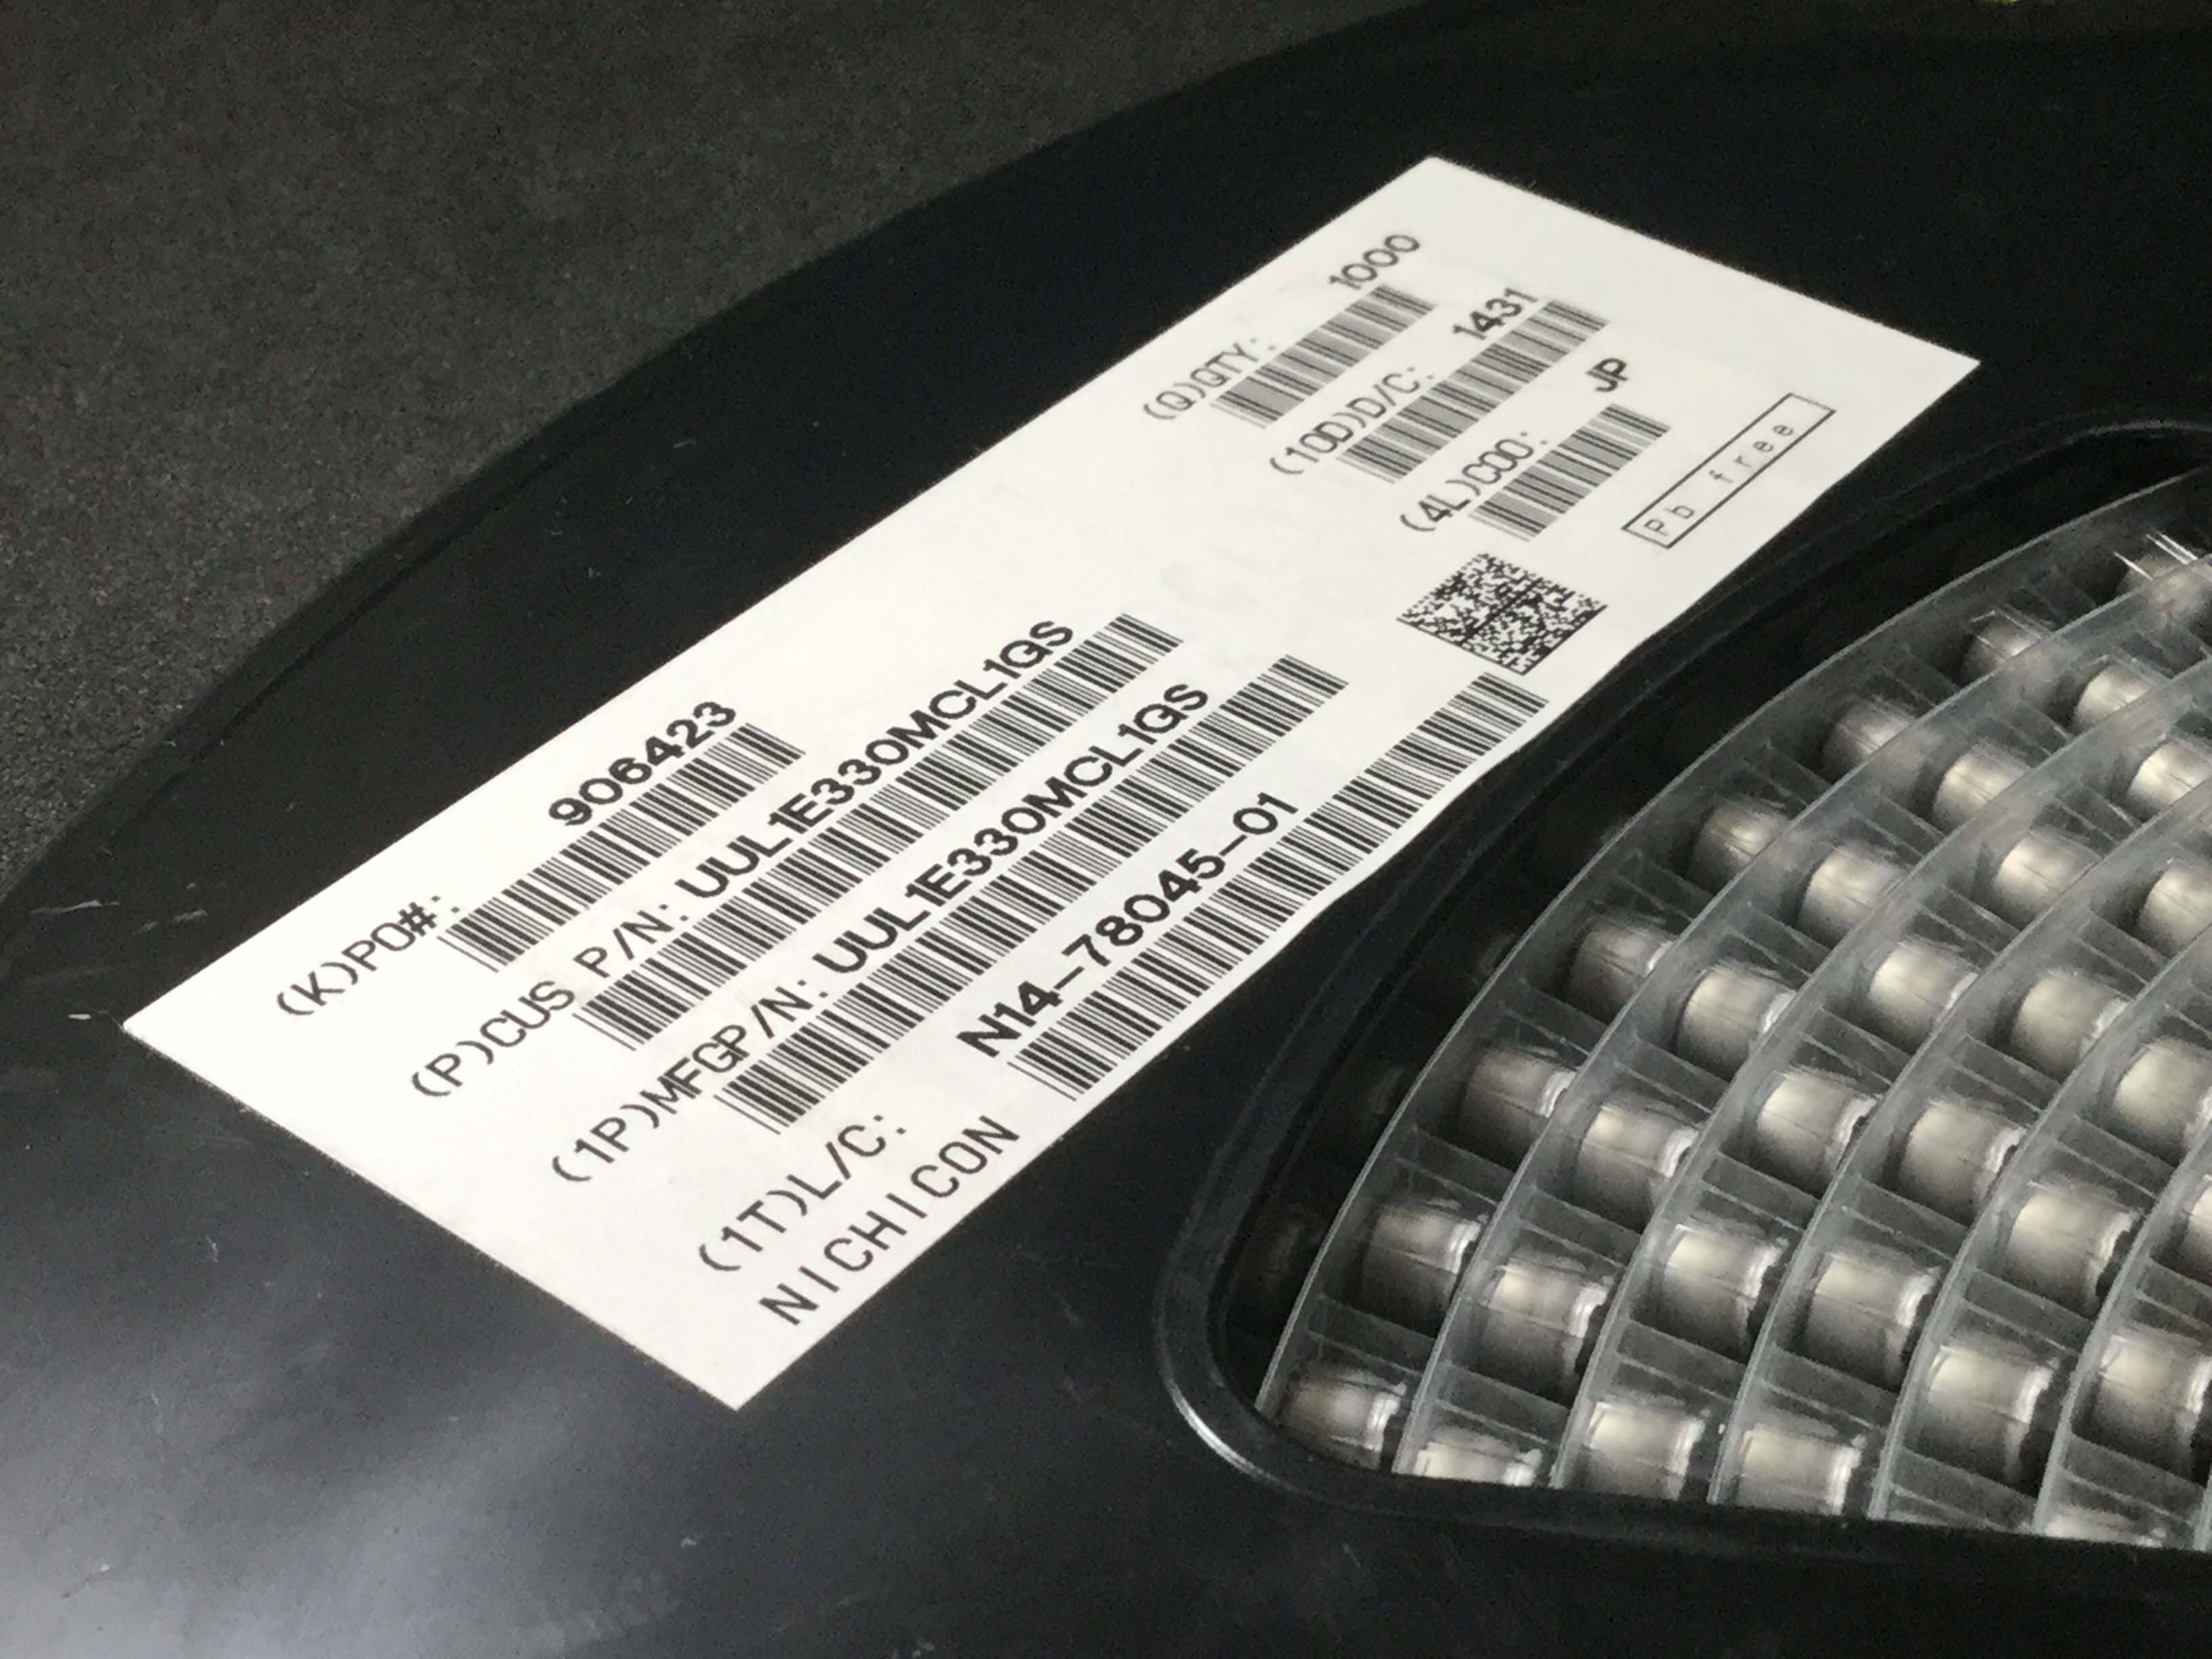 (K)PO#: 906423
(Q)QTY: 1000
(P)CUS P/N: UUL1E330MCL1GS
(10D)D/C: 1431
(1P)MFGP/N: UUL1E330MCL1GS
(4L)COO: JP
(1T)L/C: N14-78045-01
Pb free
NICHICON